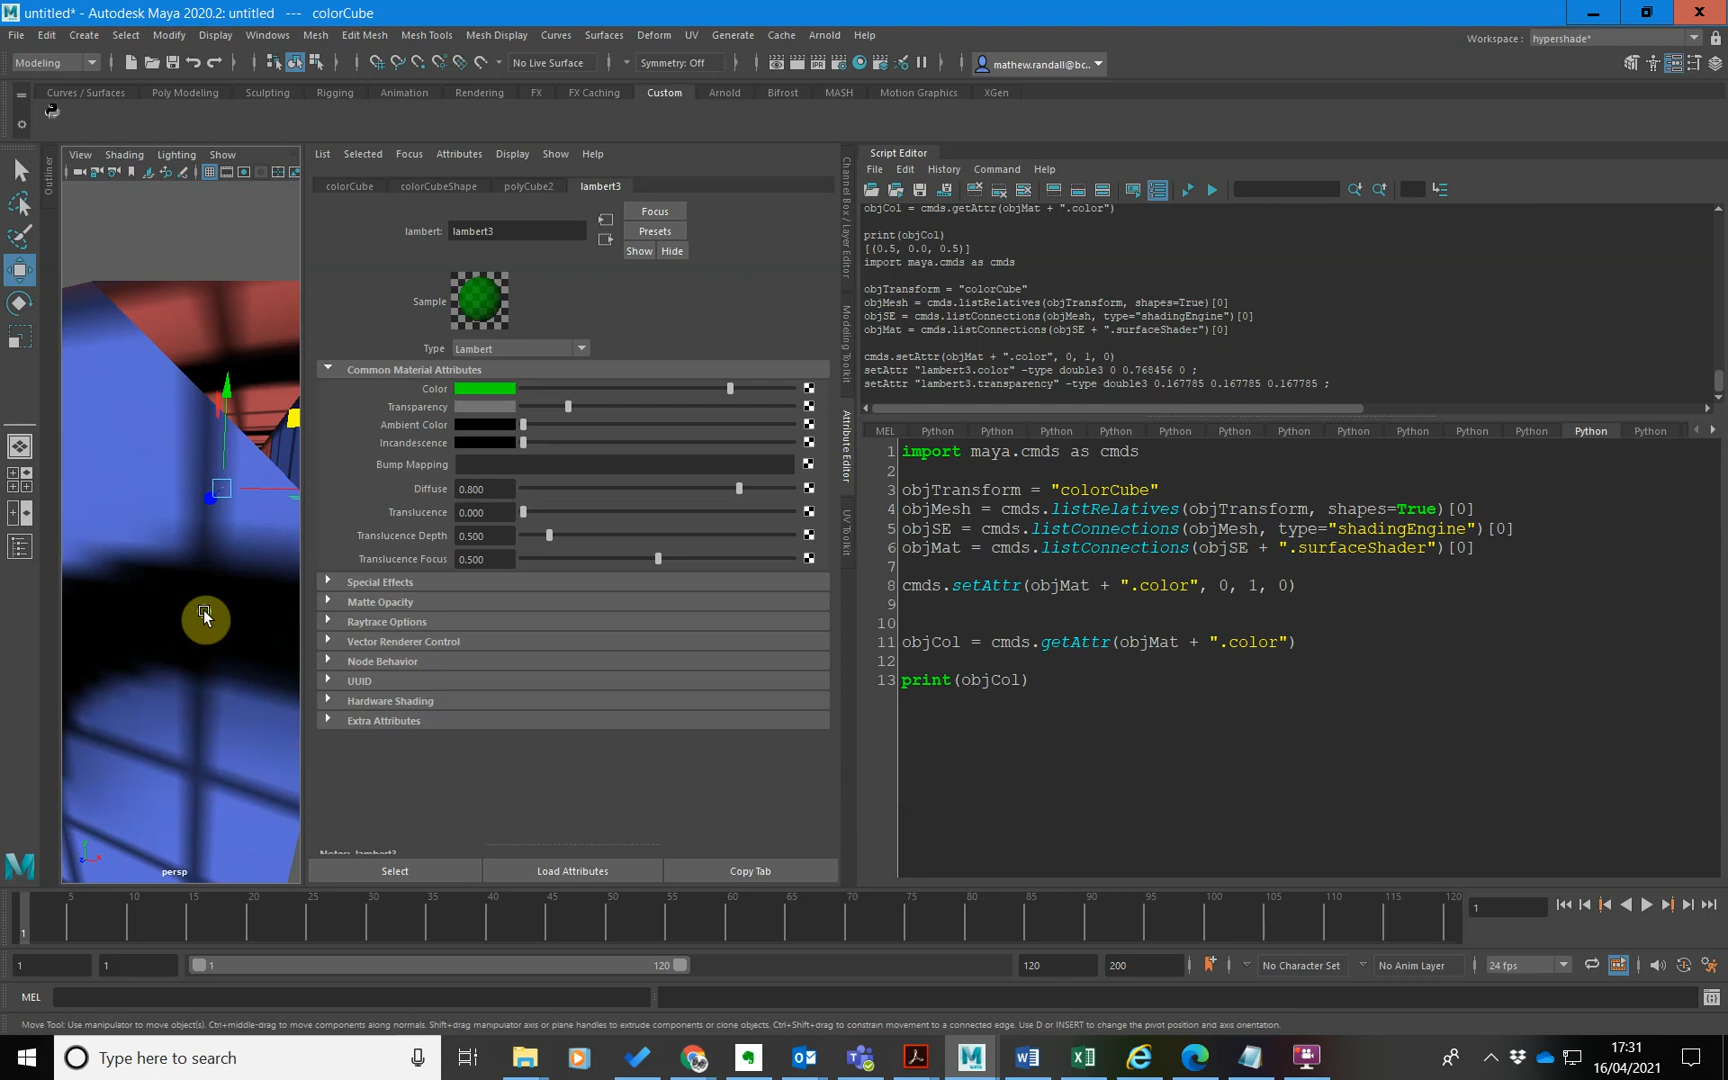 untitled* - Autodesk Maya 2020.2: untitled   ---   colorCube
File Edit Create Select Modify Display Windows Mesh Edit Mesh Mesh Tools Mesh Display Curves Surfaces Deform UV Generate Cache Arnold Help
Workspace : hypershade*
Modeling
No Live Surface
Symmetry: Off
mathew.randall@bc..
Curves / Surfaces Poly Modeling Sculpting Rigging Animation Rendering FX FX Caching Custom Arnold Bifrost MASH Motion Graphics XGen
Outliner
View Shading Lighting Show
persp
List Selected Focus Attributes Display Show Help
colorCube colorCubeShape polyCube2 lambert3
lambert: lambert3
Focus
Presets
Show Hide
Sample
Type Lambert
Common Material Attributes
Color
Transparency
Ambient Color
Incandescence
Bump Mapping
Diffuse 0.800
Translucence 0.000
Translucence Depth 0.500
Translucence Focus 0.500
Special Effects
Matte Opacity
Raytrace Options
Vector Renderer Control
Node Behavior
UUID
Hardware Shading
Extra Attributes
Notes: lambert3
Select Load Attributes Copy Tab
Channel Box / Layer Editor
Modeling Toolkit
Attribute Editor
UV Toolkit
Script Editor
File Edit History Command Help
objCol = cmds.getAttr(objMat + ".color")
print(objCol)
[(0.5, 0.0, 0.5)]
import maya.cmds as cmds
objTransform = "colorCube"
objMesh = cmds.listRelatives(objTransform, shapes=True)[0]
objSE = cmds.listConnections(objMesh, type="shadingEngine")[0]
objMat = cmds.listConnections(objSE + ".surfaceShader")[0]
cmds.setAttr(objMat + ".color", 0, 1, 0)
setAttr "lambert3.color" -type double3 0 0.768456 0 ;
setAttr "lambert3.transparency" -type double3 0.167785 0.167785 0.167785 ;
MEL Python Python Python Python Python Python Python Python Python Python Python Python Python
1 import maya.cmds as cmds
2
3 objTransform = "colorCube"
4 objMesh = cmds.listRelatives(objTransform, shapes=True)[0]
5 objSE = cmds.listConnections(objMesh, type="shadingEngine")[0]
6 objMat = cmds.listConnections(objSE + ".surfaceShader")[0]
7
8 cmds.setAttr(objMat + ".color", 0, 1, 0)
9
10
11 objCol = cmds.getAttr(objMat + ".color")
12
13 print(objCol)
5 10 15 20 25 30 35 40 45 50 55 60 65 70 75 80 85 90 95 100 105 110 115 120
1
1
1 1 1 120 120 200 No Character Set No Anim Layer 24 fps
MEL
Move Tool: Use manipulator to move object(s). Ctrl+middle-drag to move components along normals. Shift+drag manipulator axis or plane handles to extrude components or clone objects. Ctrl+Shift+drag to constrain movement to a connected edge. Use D or INSERT to change the pivot position and axis orientation.
Type here to search
17:31
16/04/2021